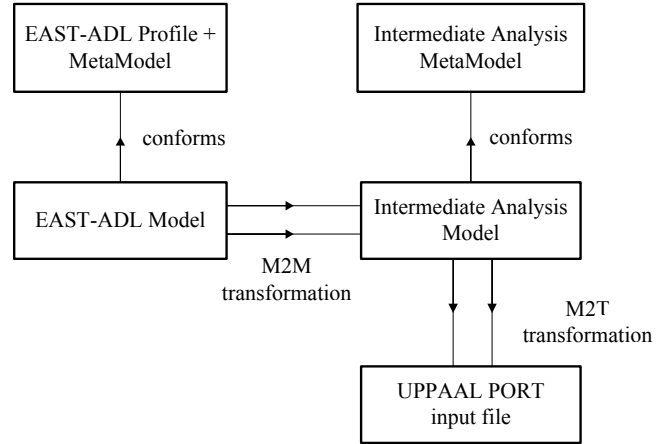 EAST-ADL Profile +
MetaModel
Intermediate Analysis
MetaModel
conforms
conforms
EAST-ADL Model
Intermediate Analysis
Model
M2M
transformation
M2T
transformation
UPPAAL PORT
input file